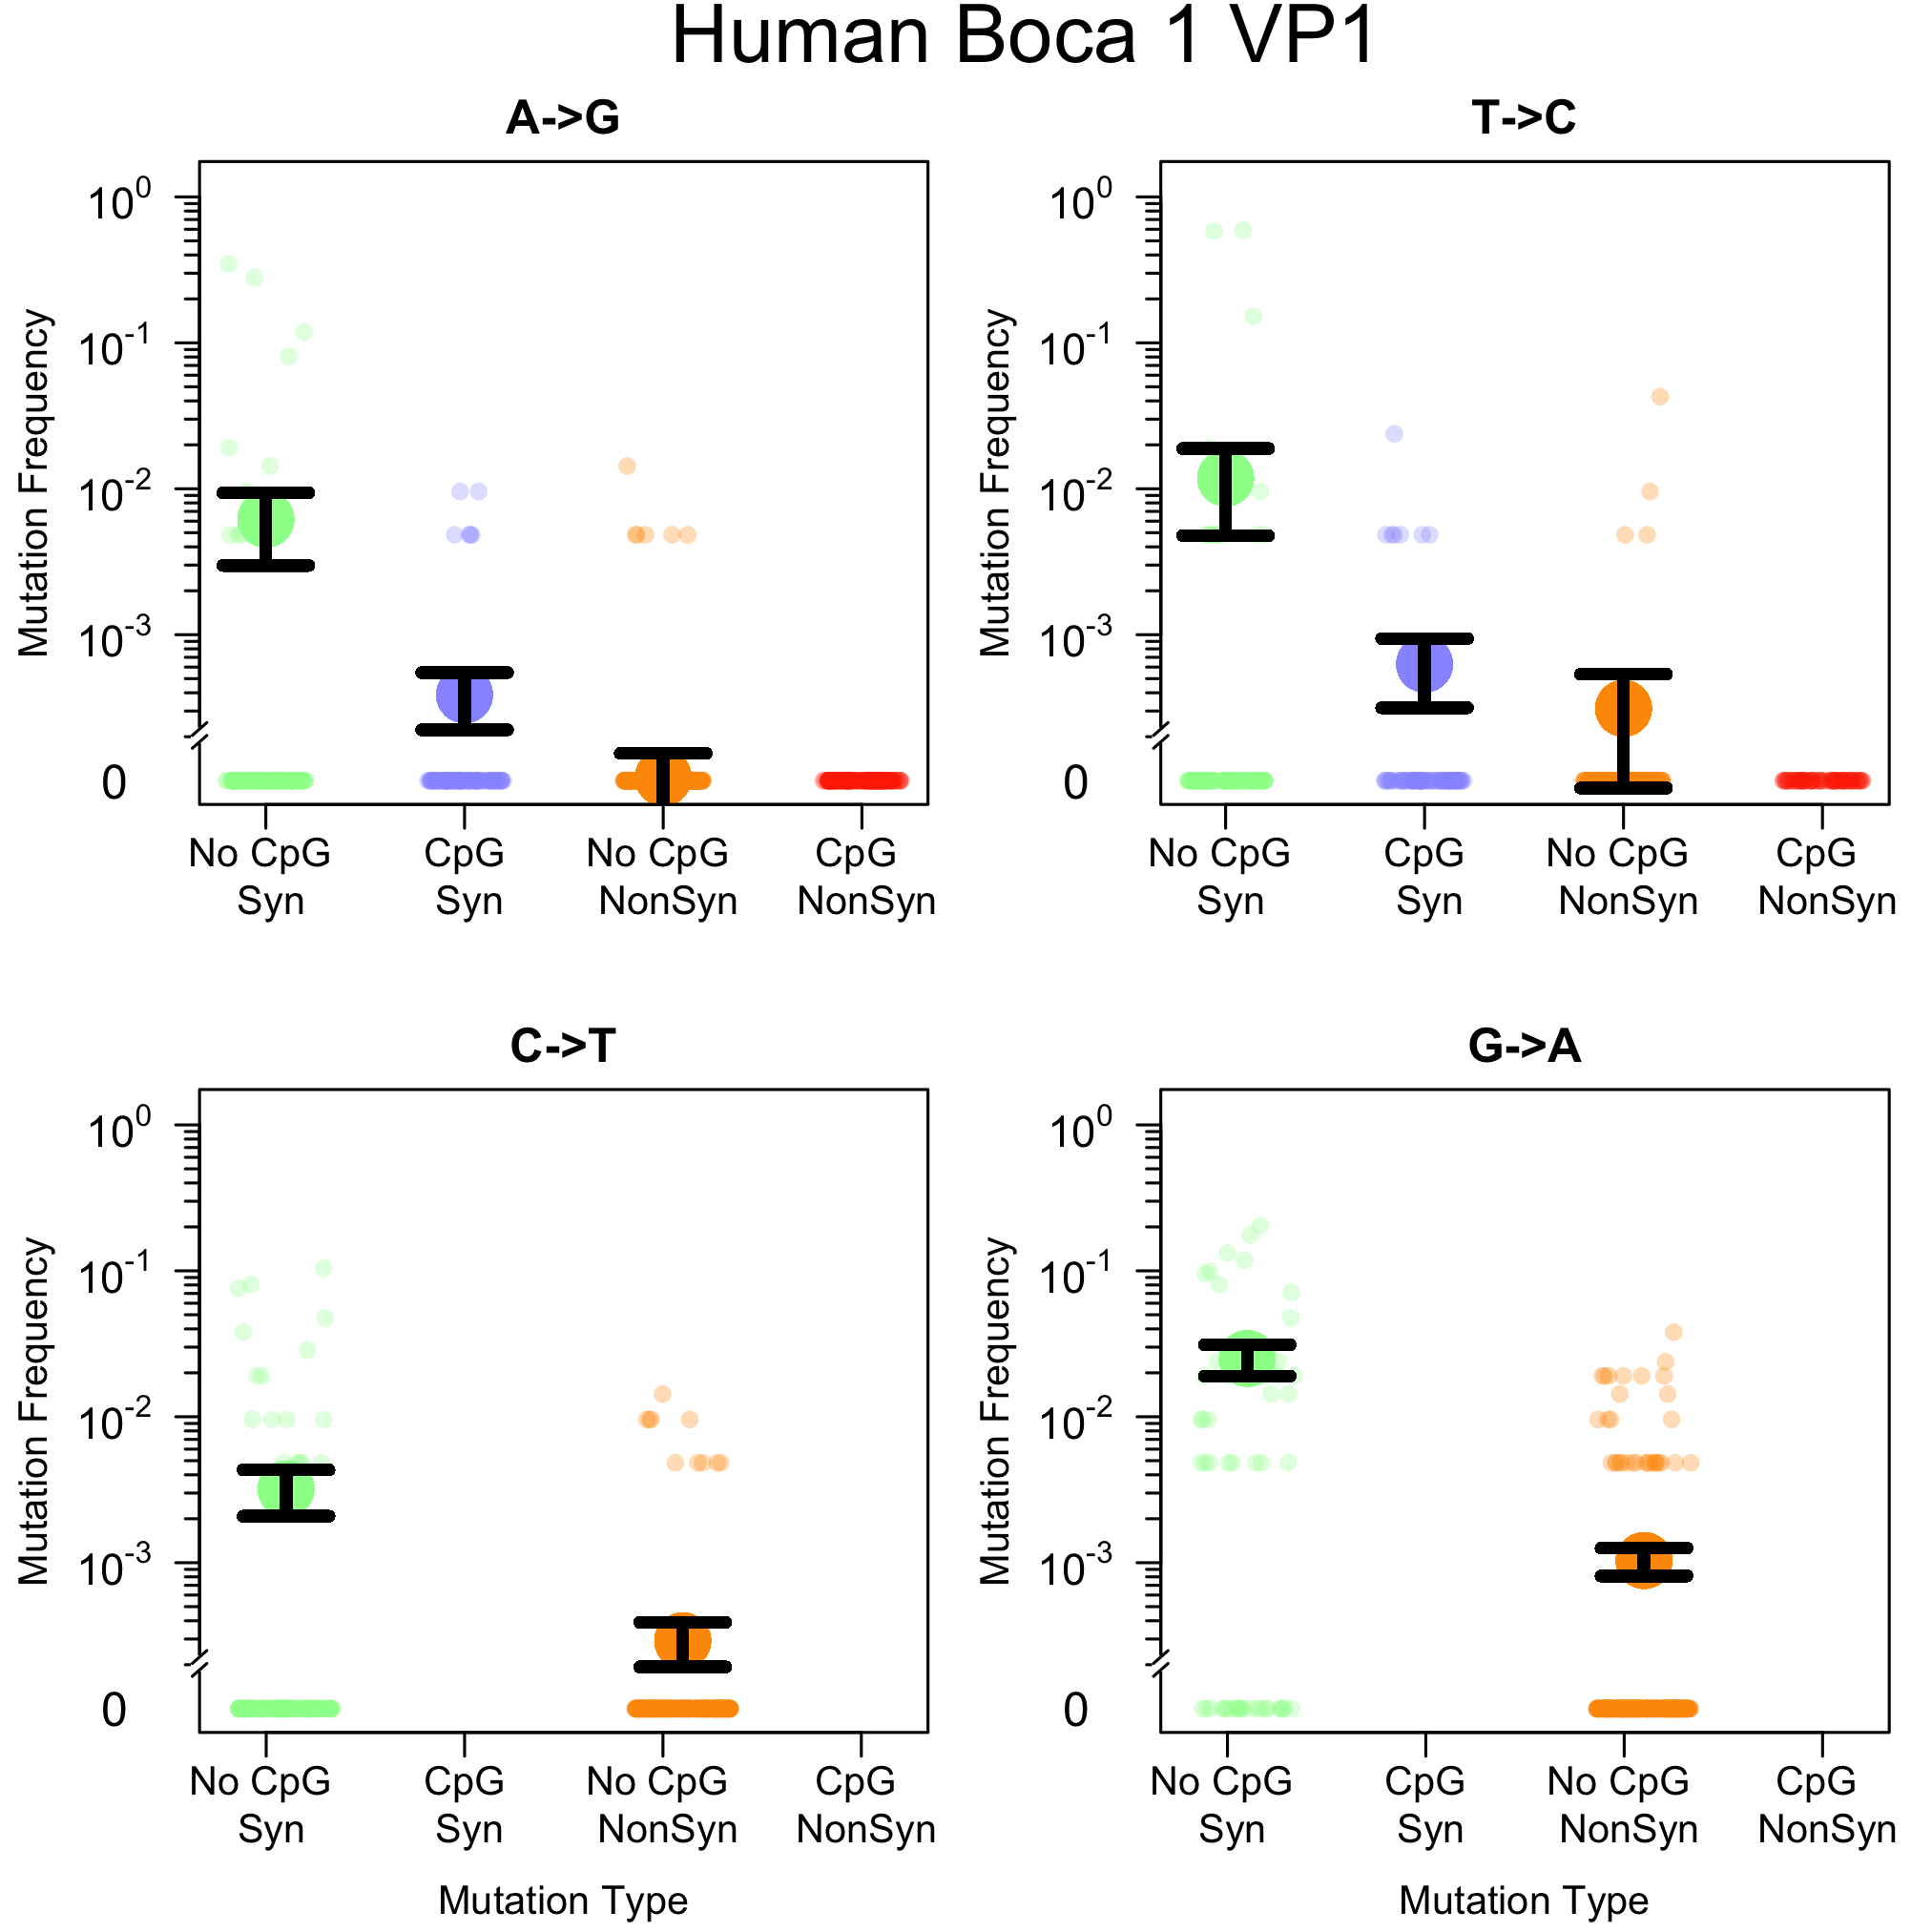 Human Boca 1 VP1
A->G
T->C
Mutation Frequency
10^0
10^-1
10^-2
10^-3
0
No CpG CpG No CpG CpG
Syn Syn NonSyn NonSyn
Mutation Frequency
10^0
10^-1
10^-2
10^-3
0
No CpG CpG No CpG CpG
Syn Syn NonSyn NonSyn
C->T
G->A
Mutation Frequency
10^0
10^-1
10^-2
10^-3
0
No CpG CpG No CpG CpG
Syn Syn NonSyn NonSyn
Mutation Type
Mutation Frequency
10^0
10^-1
10^-2
10^-3
0
No CpG CpG No CpG CpG
Syn Syn NonSyn NonSyn
Mutation Type